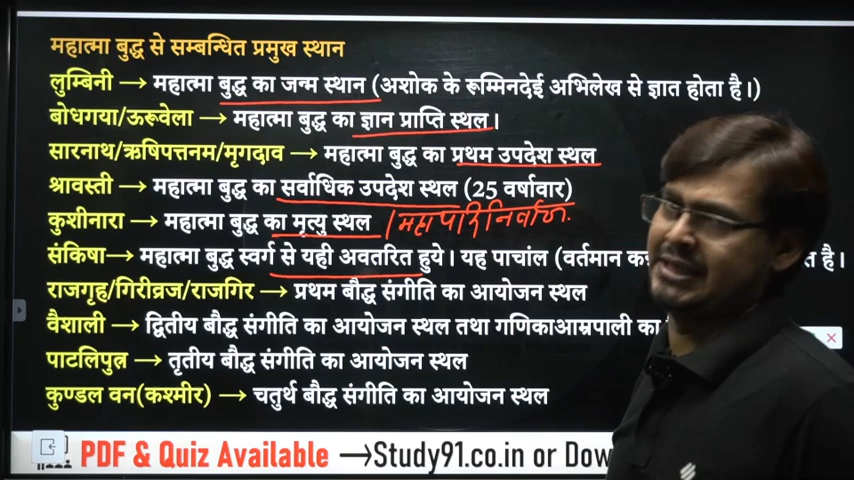 महात्मा बुद्ध से सम्बन्धित प्रमुख स्थान
लुम्बिनी → महात्मा बुद्ध का जन्म स्थान (अशोक के रूम्मिनदेई अभिलेख से ज्ञात होता है।)
बोधगया/ऊरूवेला → महात्मा बुद्ध का ज्ञान प्राप्ति स्थल।
सारनाथ/ऋषिपत्तनम/मृगदाव → महात्मा बुद्ध का प्रथम उपदेश स्थल
श्रावस्ती → महात्मा बुद्ध का सर्वाधिक उपदेश स्थल (25 वर्षावार)
कुशीनारा → महात्मा बुद्ध का मृत्यु स्थल /महापरिनिर्वाण.
संकिषा → महात्मा बुद्ध स्वर्ग से यही अवतरित हुये। यह पाचांल (वर्तमान है।
राजगृह/गिरीव्रज/राजगिर → प्रथम बौद्ध संगीति का आयोजन स्थल
वैशाली → द्वितीय बौद्ध संगीति का आयोजन स्थल तथा गणिकाआम्रपाली का
पाटलिपुत्र → तृतीय बौद्ध संगीति का आयोजन स्थल
कुण्डल वन(कश्मीर) → चतुर्थ बौद्ध संगीति का आयोजन स्थल
PDF & Quiz Available →Study91.co.in or Dow